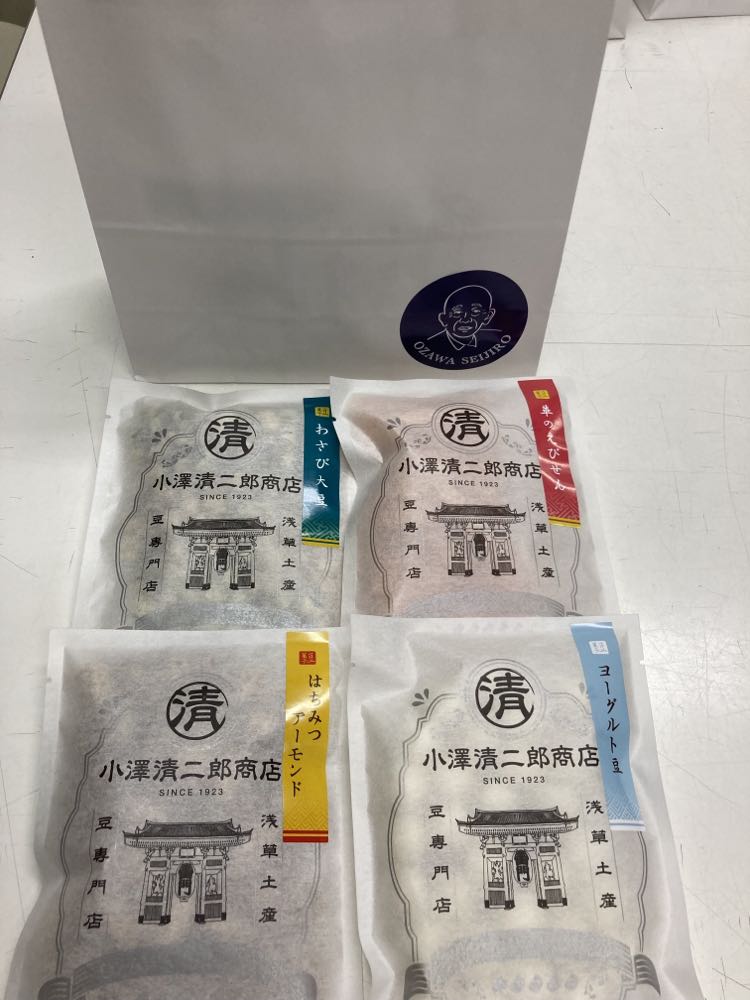 OZAWA SEIJIRO
清
小澤清二郎商店
SINCE 1923
浅草土産
豆専門店
わさび大豆
清
小澤清二郎商店
SINCE 1923
浅草土産
豆専門店
華のえびせん
清
小澤清二郎商店
SINCE 1923
浅草土産
豆専門店
はちみつ
アーモンド
清
小澤清二郎商店
SINCE 1923
浅草土産
豆専門店
ヨーグルト豆